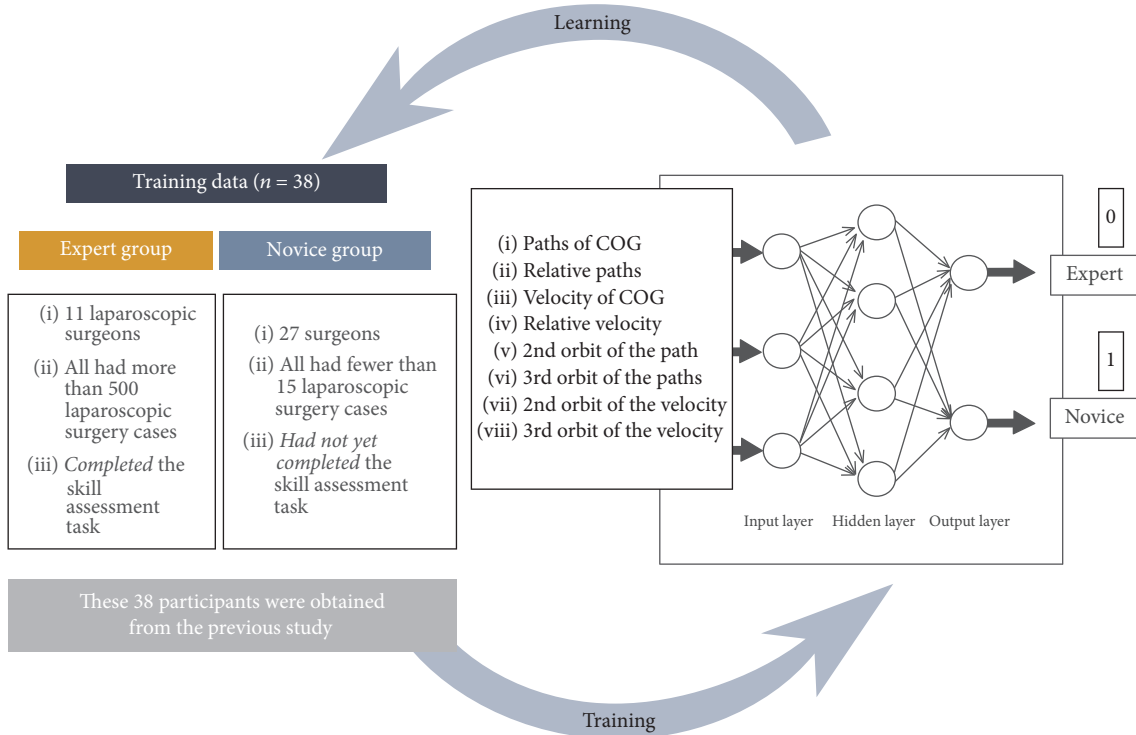 Learning
Training data (n = 38)
Expert group
Novice group
(i) 11 laparoscopic
surgeons
(ii) All had more
than 500
laparoscopic
surgery cases
(iii) Completed the
skill
assessment
task
(i) 27 surgeons
(ii) All had fewer than
15 laparoscopic
surgery cases
(iii) Had not yet
completed the
skill assessment
task
These 38 participants were obtained
from the previous study
(i) Paths of COG
(ii) Relative paths
(iii) Velocity of COG
(iv) Relative velocity
(v) 2nd orbit of the path
(vi) 3rd orbit of the paths
(vii) 2nd orbit of the velocity
(viii) 3rd orbit of the velocity
Input layer
Hidden layer
Output layer
0
Expert
1
Novice
Training